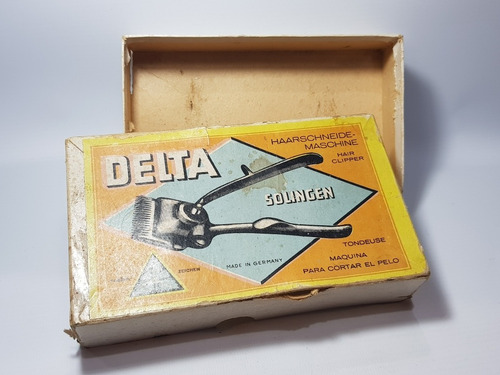 DELTA
HAARSCHNEIDE-
MASCHINE
HAIR
CLIPPER
SOLINGEN
ZEICHEN
MADE IN GERMANY
TONDEUSE
MAQUINA
PARA CORTAR EL PELO